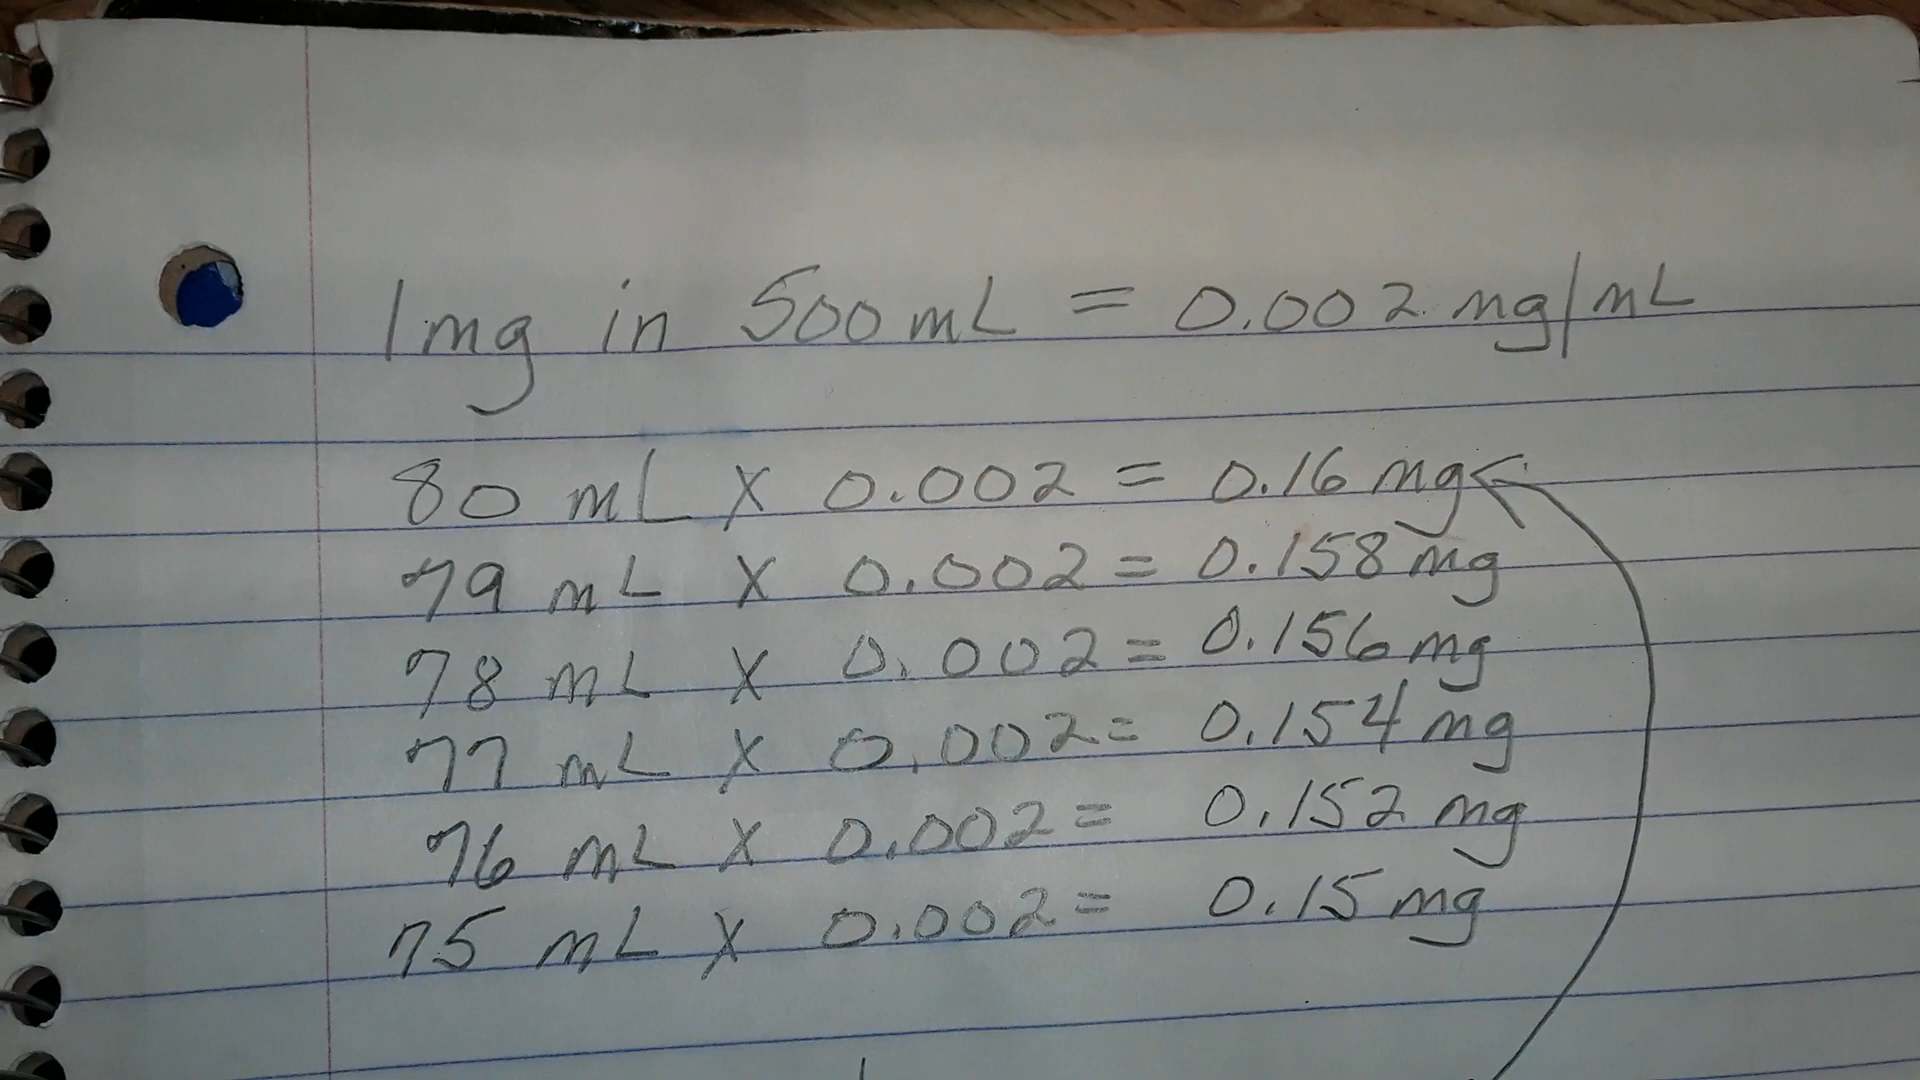 1mg in 500mL = 0.002 mg/mL
80 mL X 0.002 = 0.16 mg
79 mL X 0.002 = 0.158 mg
78 mL X 0.002 = 0.156 mg
77 mL X 0.002 = 0.154 mg
76 mL X 0.002 = 0.152 mg
75 mL X 0.002 = 0.15 mg